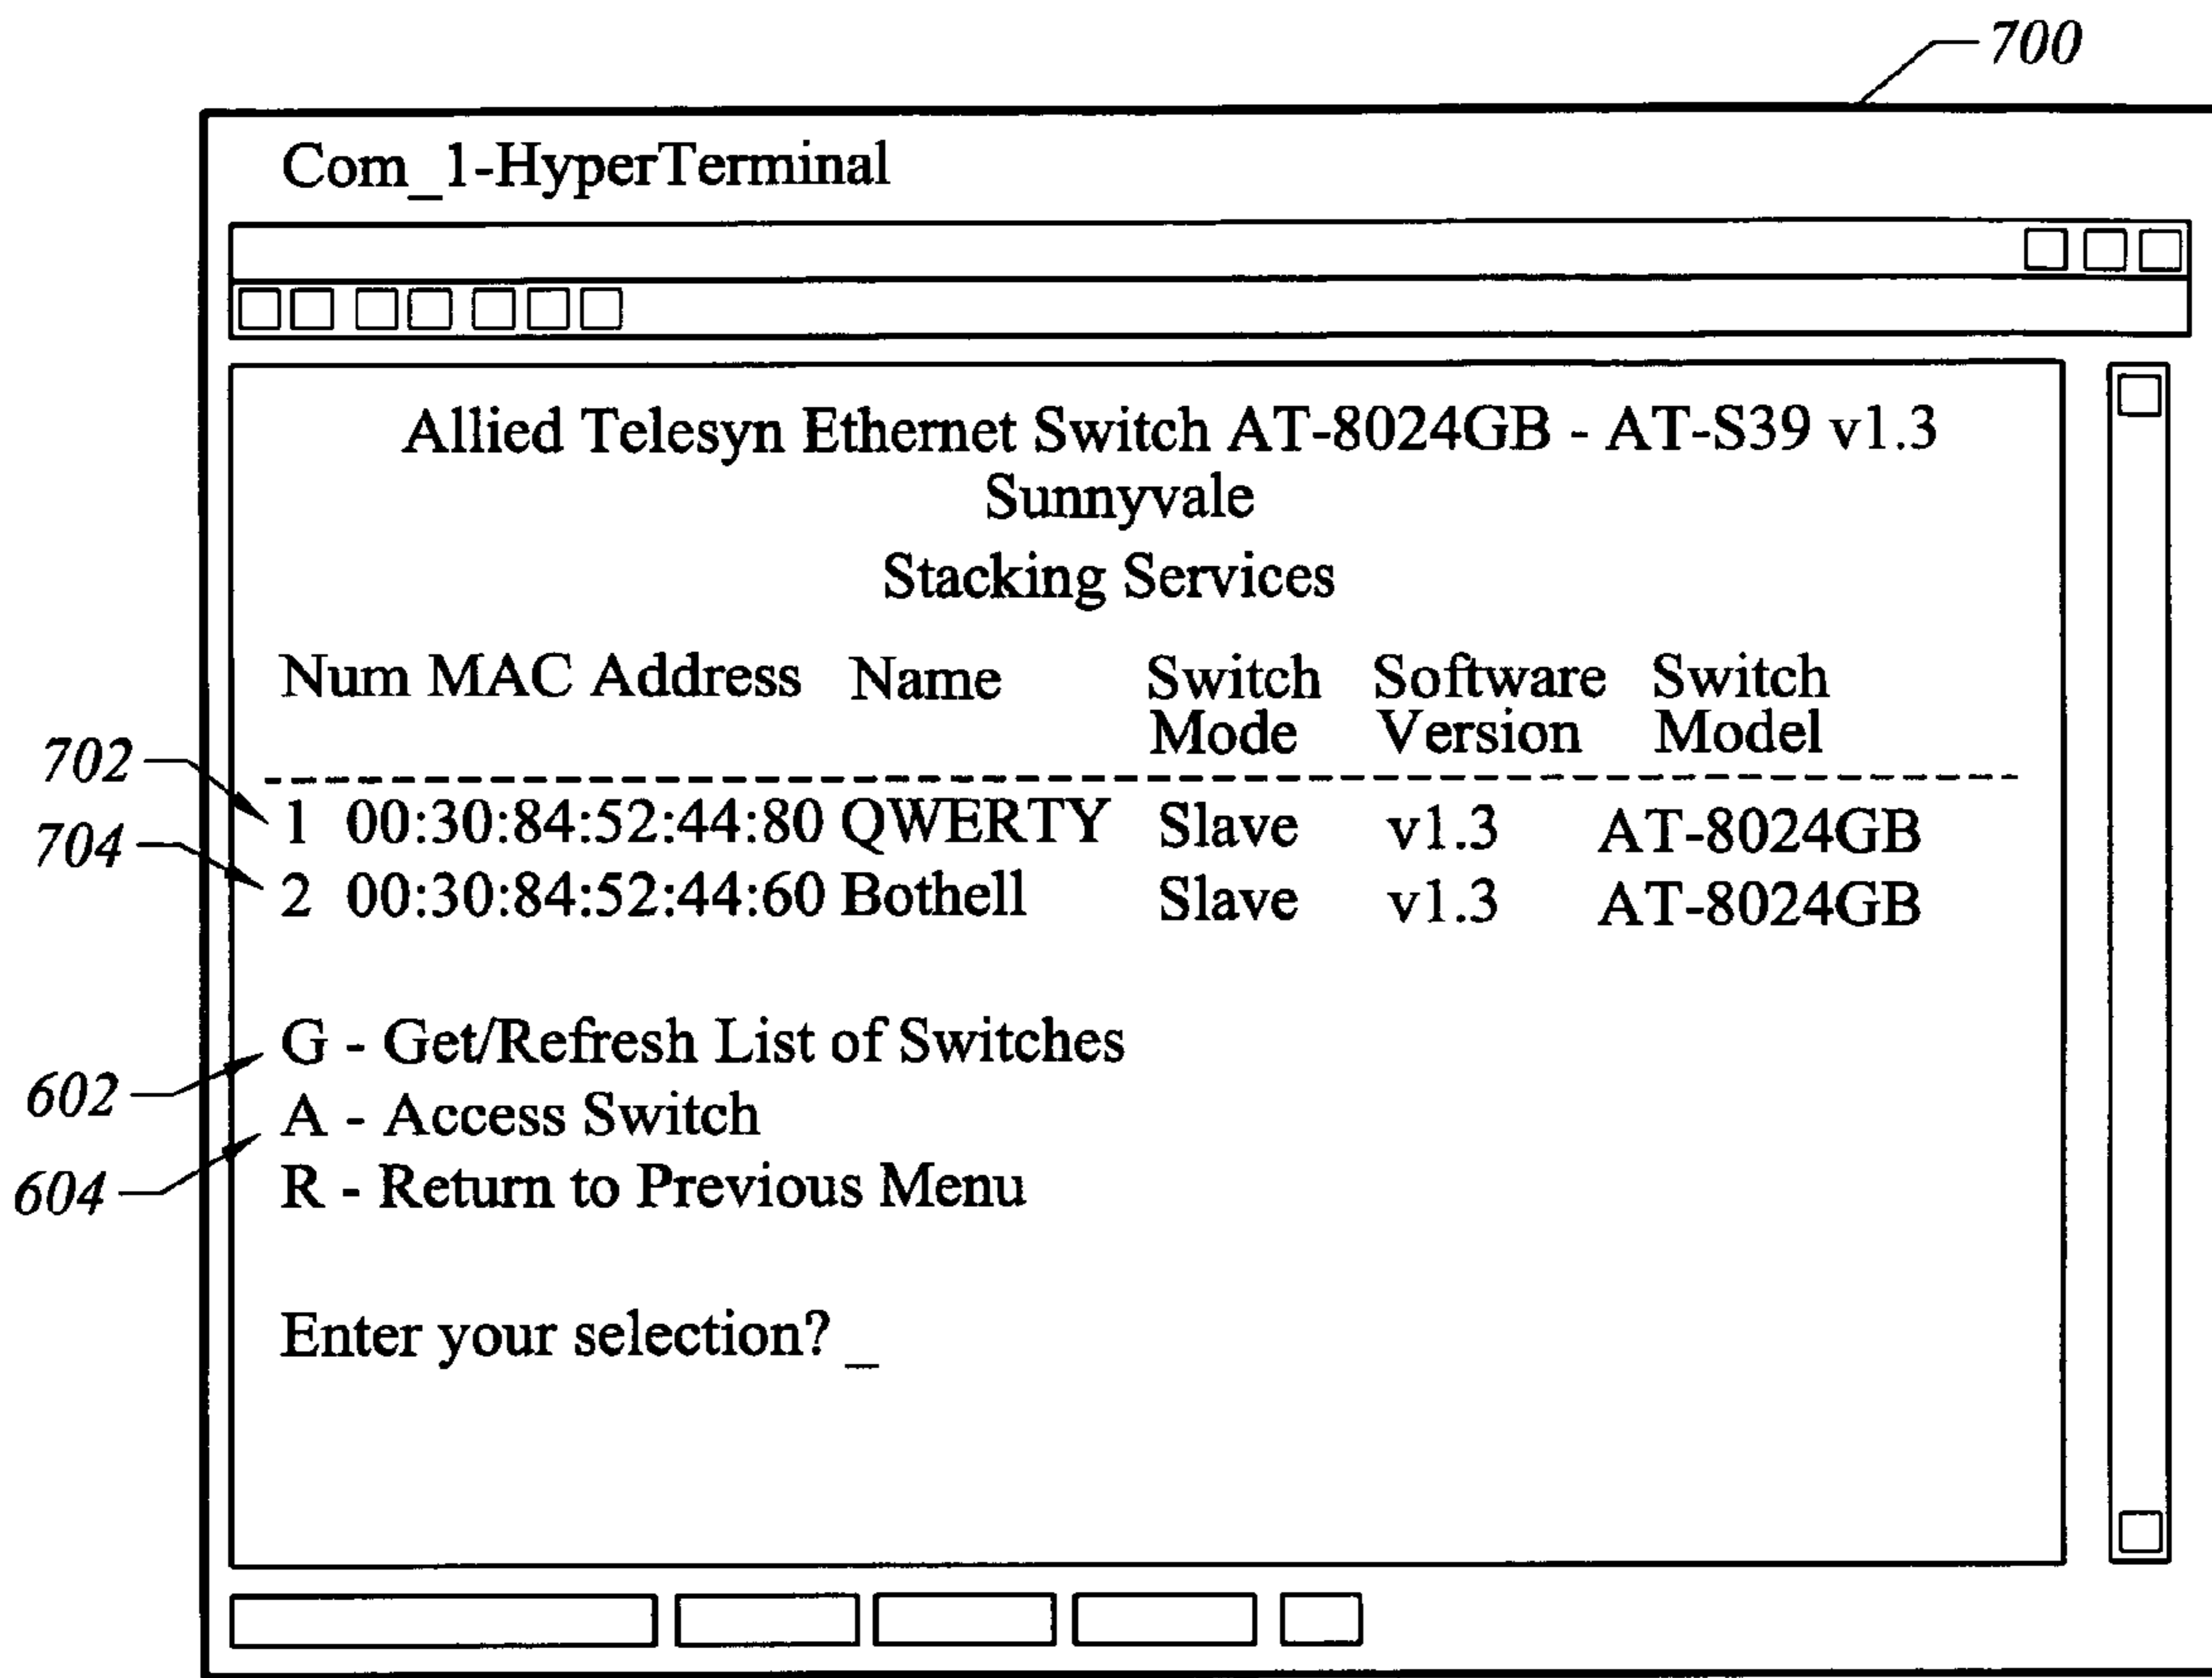 700
Com_1-HyperTerminal
Allied Telesyn Ethernet Switch AT-8024GB - AT-S39 v1.3
Sunnyvale
Stacking Services
Num MAC Address Name Switch Software Switch
Mode Version Model
702
1 00:30:84:52:44:80 QWERTY Slave v1.3 AT-8024GB
704
2 00:30:84:52:44:60 Bothell Slave v1.3 AT-8024GB
G - Get/Refresh List of Switches
602
A - Access Switch
604
R - Return to Previous Menu
Enter your selection? _